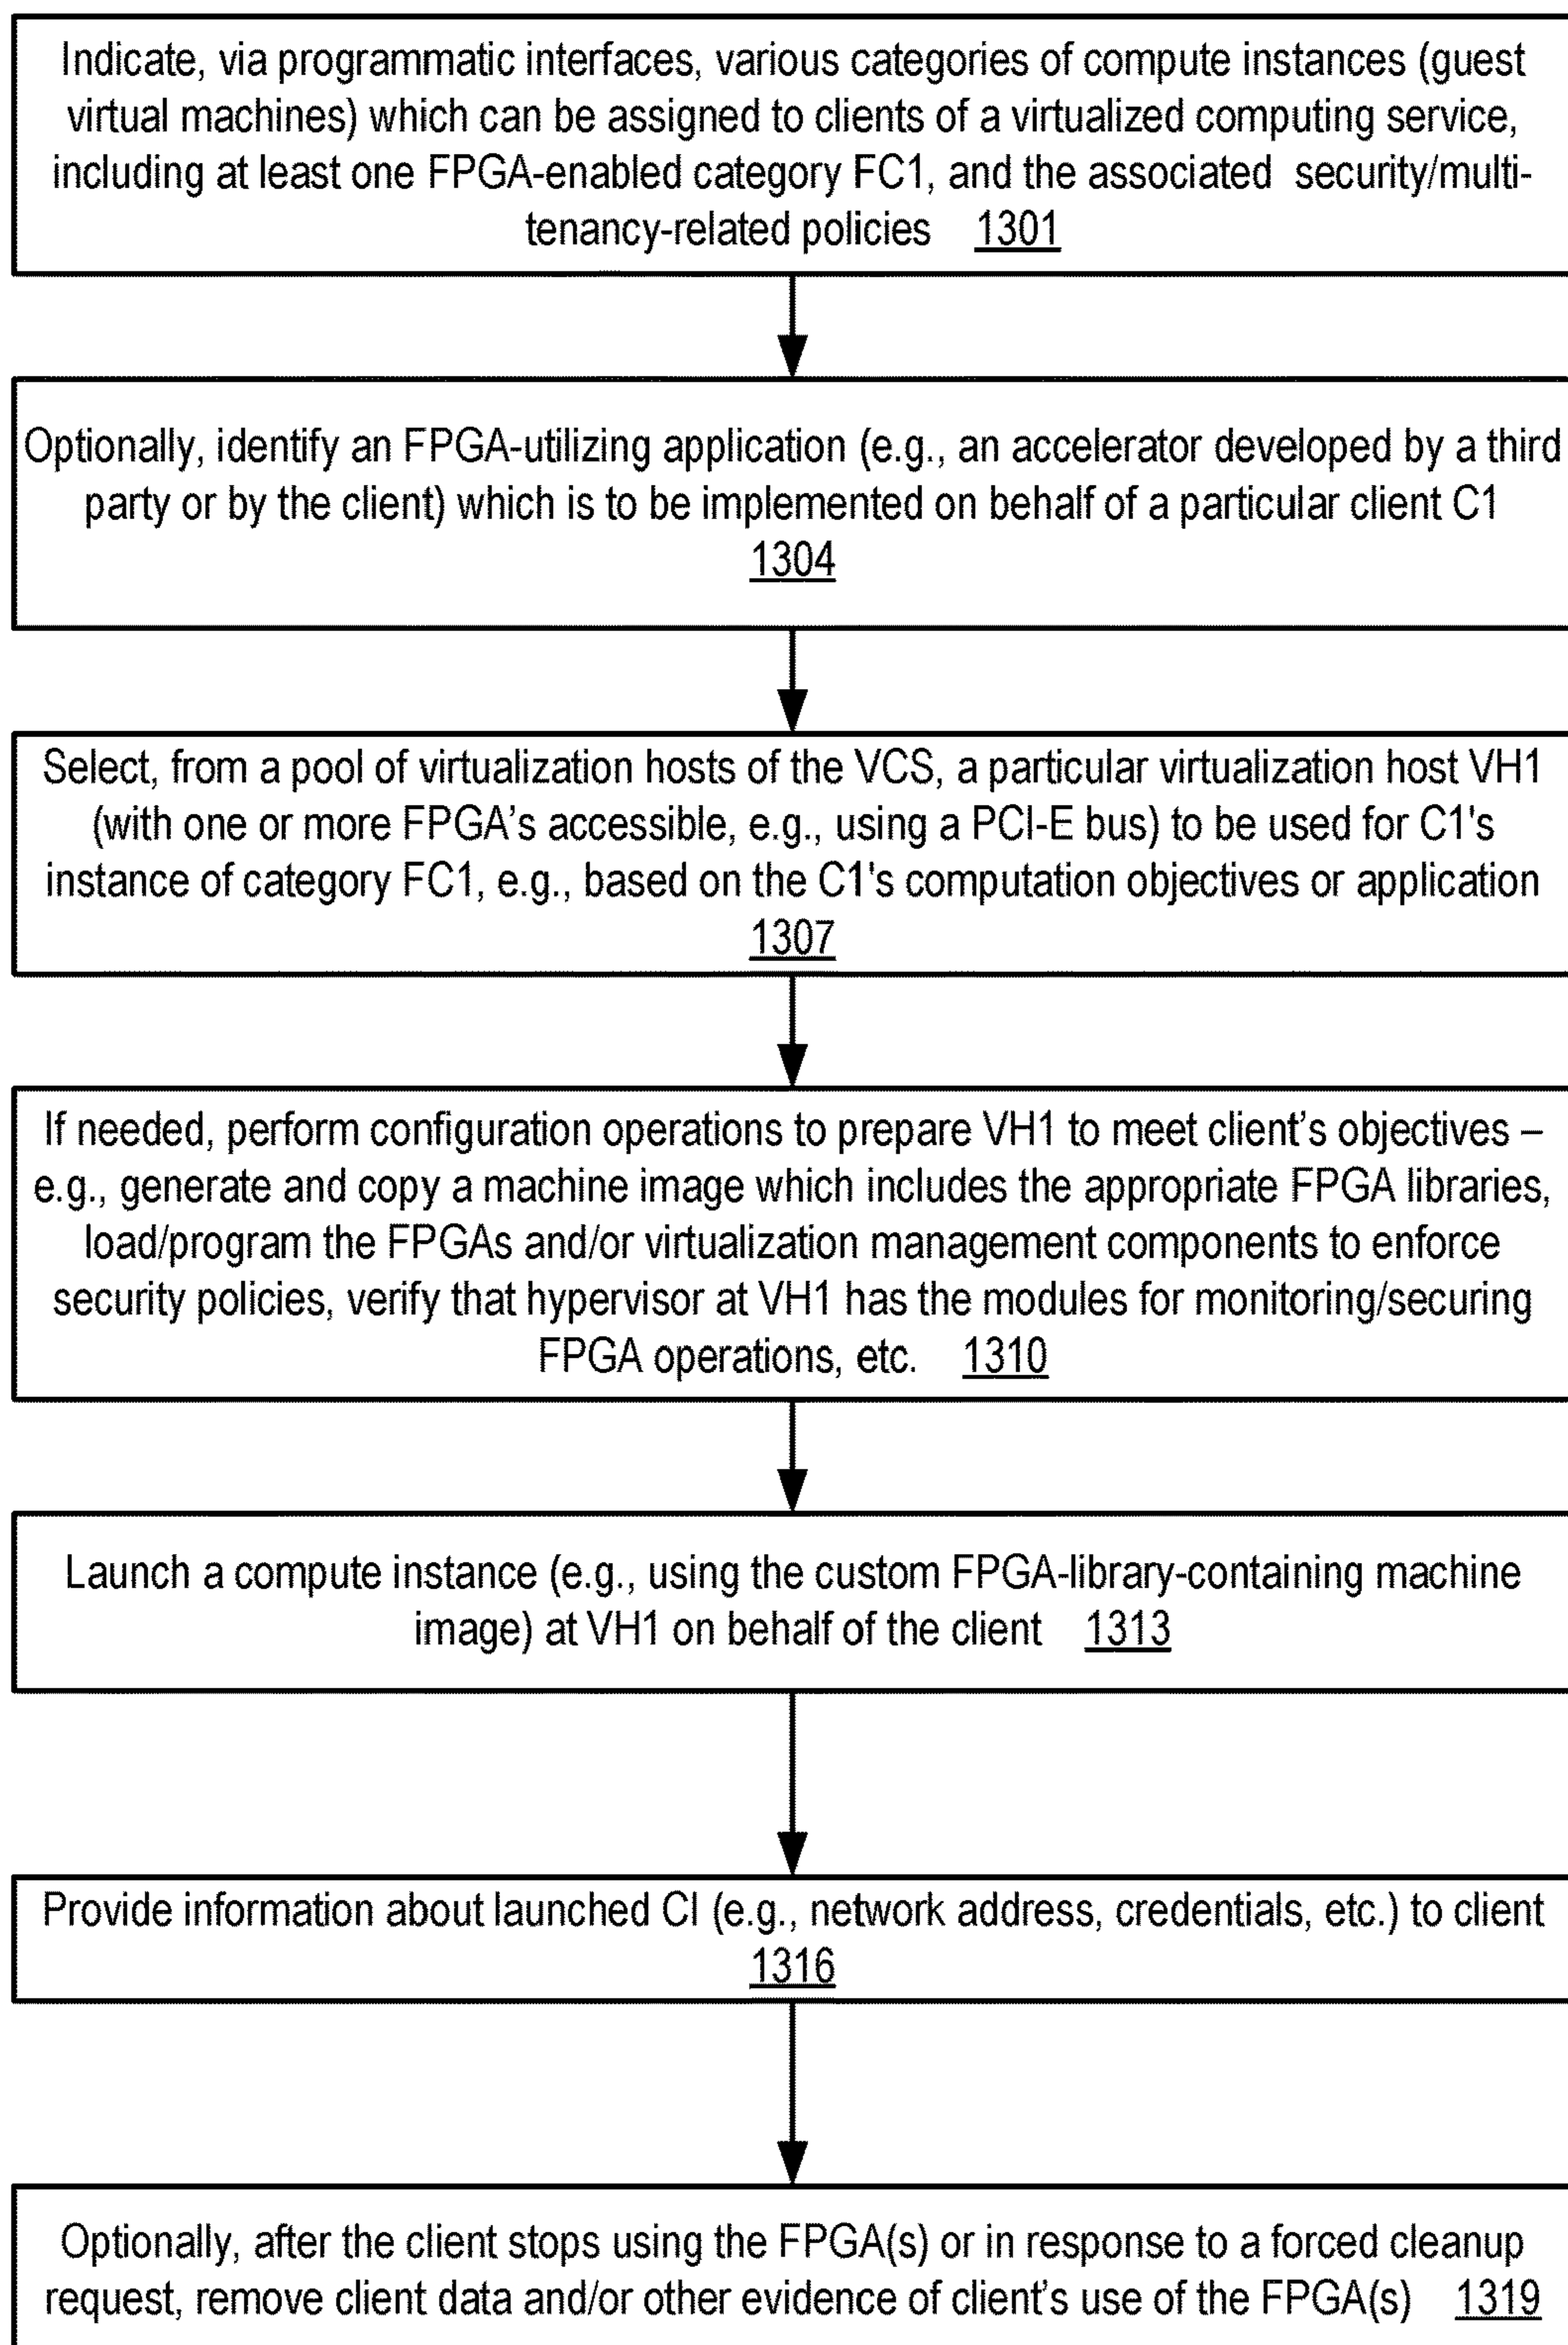 Indicate, via programmatic interfaces, various categories of compute instances (guest
virtual machines) which can be assigned to clients of a virtualized computing service,
including at least one FPGA-enabled category FC1, and the associated security/multi-
tenancy-related policies 1301
Optionally, identify an FPGA-utilizing application (e.g., an accelerator developed by a third
party or by the client) which is to be implemented on behalf of a particular client C1
1304
Select, from a pool of virtualization hosts of the VCS, a particular virtualization host VH1
(with one or more FPGA's accessible, e.g., using a PCI-E bus) to be used for C1's
instance of category FC1, e.g., based on the C1's computation objectives or application
1307
If needed, perform configuration operations to prepare VH1 to meet client's objectives –
e.g., generate and copy a machine image which includes the appropriate FPGA libraries,
load/program the FPGAs and/or virtualization management components to enforce
security policies, verify that hypervisor at VH1 has the modules for monitoring/securing
FPGA operations, etc. 1310
Launch a compute instance (e.g., using the custom FPGA-library-containing machine
image) at VH1 on behalf of the client 1313
Provide information about launched CI (e.g., network address, credentials, etc.) to client
1316
Optionally, after the client stops using the FPGA(s) or in response to a forced cleanup
request, remove client data and/or other evidence of client's use of the FPGA(s) 1319